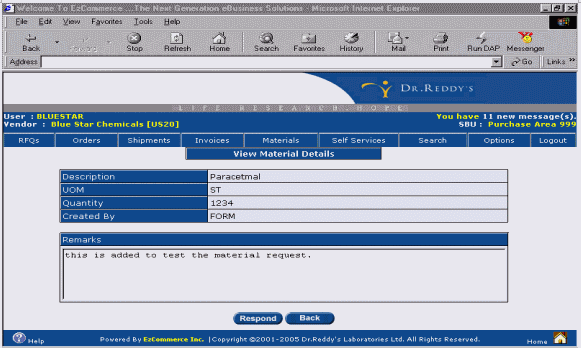 Welcome To EzCommerce ....The Next Generation eBusiness Solutions - Microsoft Internet Explorer
File Edit View Favorites Tools Help
Back Stop Refresh Home Search Favorites History Mail Print Run DAP Messenger
Address Go Links »
DR.REDDY'S
LIFE. RESEARCH. HOPE
User : BLUESTAR You have 11 new message(s).
Vendor : Blue Star Chemicals [US20] SBU : Purchase Area 999
RFQs Orders Shipments Invoices Materials Self Services Search Options Logout
View Material Details
Description Paracetmal
UOM ST
Quantity 1234
Created By FORM
Remarks
this is added to test the material request.
Respond Back
Help Powered By EzCommerce Inc. |Copyright ©2001-2005 Dr.Reddy's Laboratories Ltd. All Rights Reserved. Home